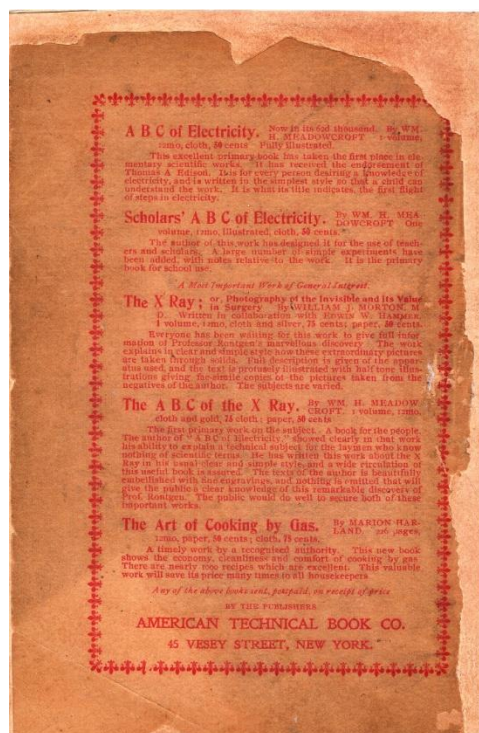 A B C of Electricity. Now in its 60d thousand. By WM.
H. MEADOWCROFT 1 volume,
12mo, cloth, 50 cents Fully illustrated.
This excellent primary book has taken the first place in ele-
mentary scientific works. It has received the endorsement of
Thomas A Edison. It is for every person desiring a knowledge of
electricity, and is written in the simplest style so that a child can
understand the work. It is what its title indicates, the first flight
of steps in electricity.
Scholars' A B C of Electricity. By WM. H. MEA-
DOWCROFT One
volume, 12mo, illustrated, cloth, 50 cents.
The author of this work has designed it for the use of teach-
ers and scholars. A large number of simple experiments have
been added, with notes relative to the work. It is the primary
book for school use.
A Most Important Work of General Interest.
The X Ray; or, Photography of the Invisible and its Value
in Surgery By WILLIAM J. MORTON, M.
D. Written in collaboration with EDWIN W. HAMMER.
1 volume, 12mo, cloth and silver, 75 cents; paper, 50 cents.
Everyone has been waiting for this work to give full infor-
mation of Professor Röntgen's marvellous discovery. The work
explains in clear and simple style how these extraordinary pictures
are taken through solids. Full description is given of the appar-
atus used, and the text is profusely illustrated with half tone illus-
trations giving fac-simile copies of the pictures taken from the
negatives of the author. The subjects are varied.
The A B C of the X Ray. By WM. H. MEADOW-
CROFT. 1 volume, 12mo,
cloth and gold, 75 cloth; paper, 50 cents
The first primary work on the subject. A book for the people.
The author of "A B C of Electricity," showed clearly in that work
his ability to explain a technical subject for the laymen who know
nothing of scientific terms. He has written this work about the X
Ray in his usual clear and simple style, and a wide circulation of
this useful book is assured. The text of the author is beautifully
embellished with fine engravings, and nothing is omitted that will
give the public a clear knowledge of this remarkable discovery of
Prof. Röntgen. The public would do well to secure both of these
important works.
The Art of Cooking by Gas. By MARION HAR-
LAND. pages,
12mo, paper, 50 cents; cloth, 75 cents.
A timely work by a recognized authority. This new book
shows the economy, cleanliness and comfort of cooking by gas.
There are nearly recipes which are excellent. This valuable
work will save its price many times to all housekeepers
Any of the above books sent, postpaid, on receipt of price
BY THE PUBLISHERS
AMERICAN TECHNICAL BOOK CO.
45 VESEY STREET, NEW YORK.